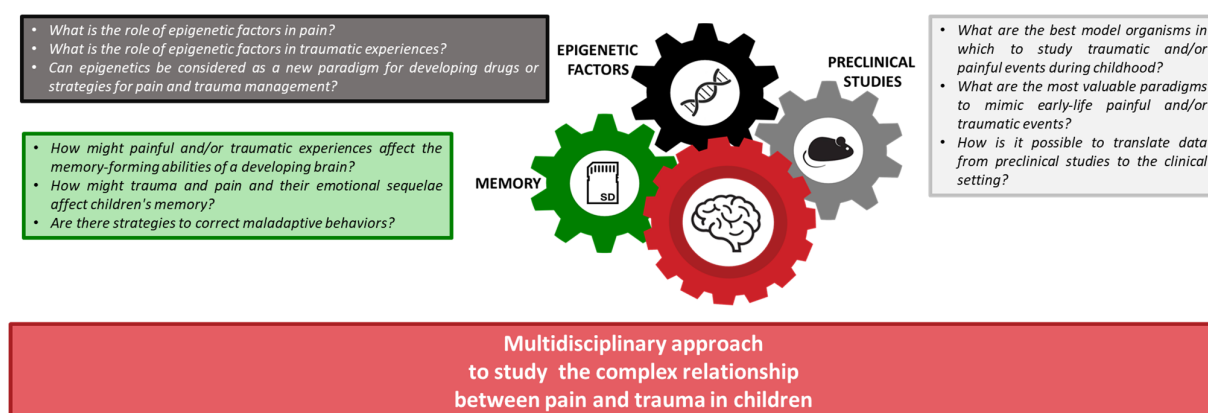 • What is the role of epigenetic factors in pain?
• What is the role of epigenetic factors in traumatic experiences?
• Can epigenetics be considered as a new paradigm for developing drugs or
strategies for pain and trauma management?
EPIGENETIC
FACTORS
PRECLINICAL
STUDIES
• What are the best model organisms in
which to study traumatic and/or
painful events during childhood?
• What are the most valuable paradigms
to mimic early-life painful and/or
traumatic events?
• How is it possible to translate data
from preclinical studies to the clinical
setting?
• How might painful and/or traumatic experiences affect the
memory-forming abilities of a developing brain?
• How might trauma and pain and their emotional sequelae
affect children's memory?
• Are there strategies to correct maladaptive behaviors?
MEMORY
SD
Multidisciplinary approach
to study the complex relationship
between pain and trauma in children